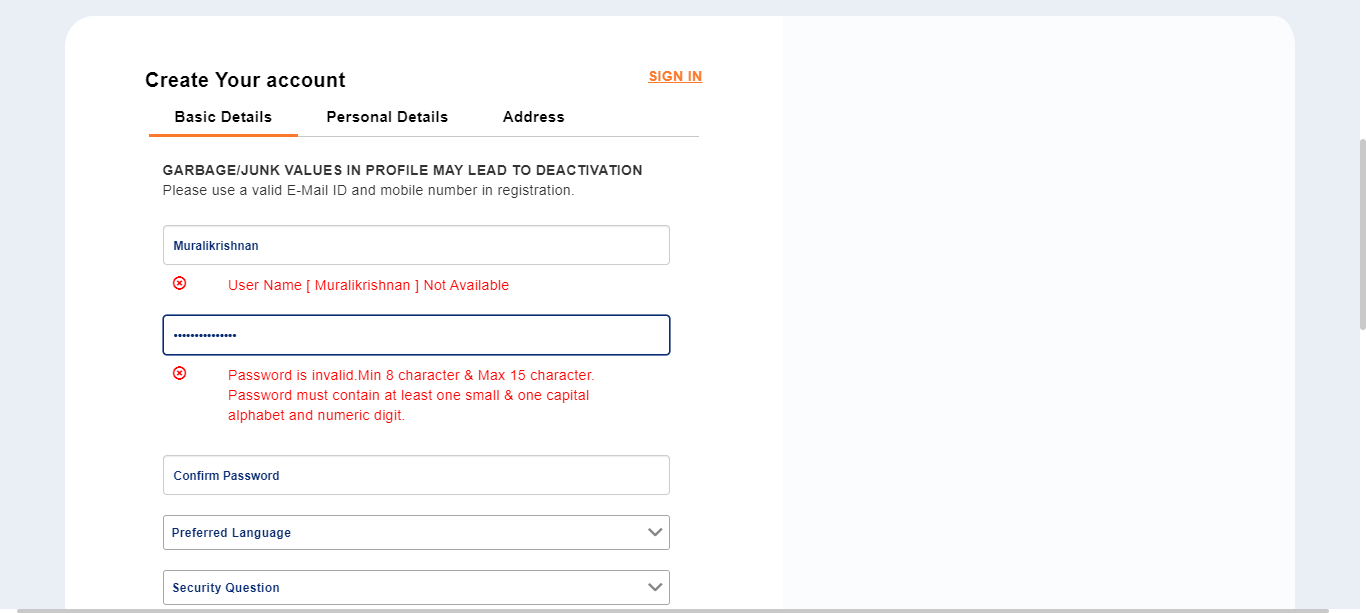 Create Your account
SIGN IN
Basic Details
Personal Details
Address
GARBAGE/JUNK VALUES IN PROFILE MAY LEAD TO DEACTIVATION
Please use a valid E-Mail ID and mobile number in registration.
Muralikrishnan
User Name [ Muralikrishnan ] Not Available
•••••••••••••••
Password is invalid.Min 8 character & Max 15 character.
Password must contain at least one small & one capital
alphabet and numeric digit.
Confirm Password
Preferred Language
Security Question